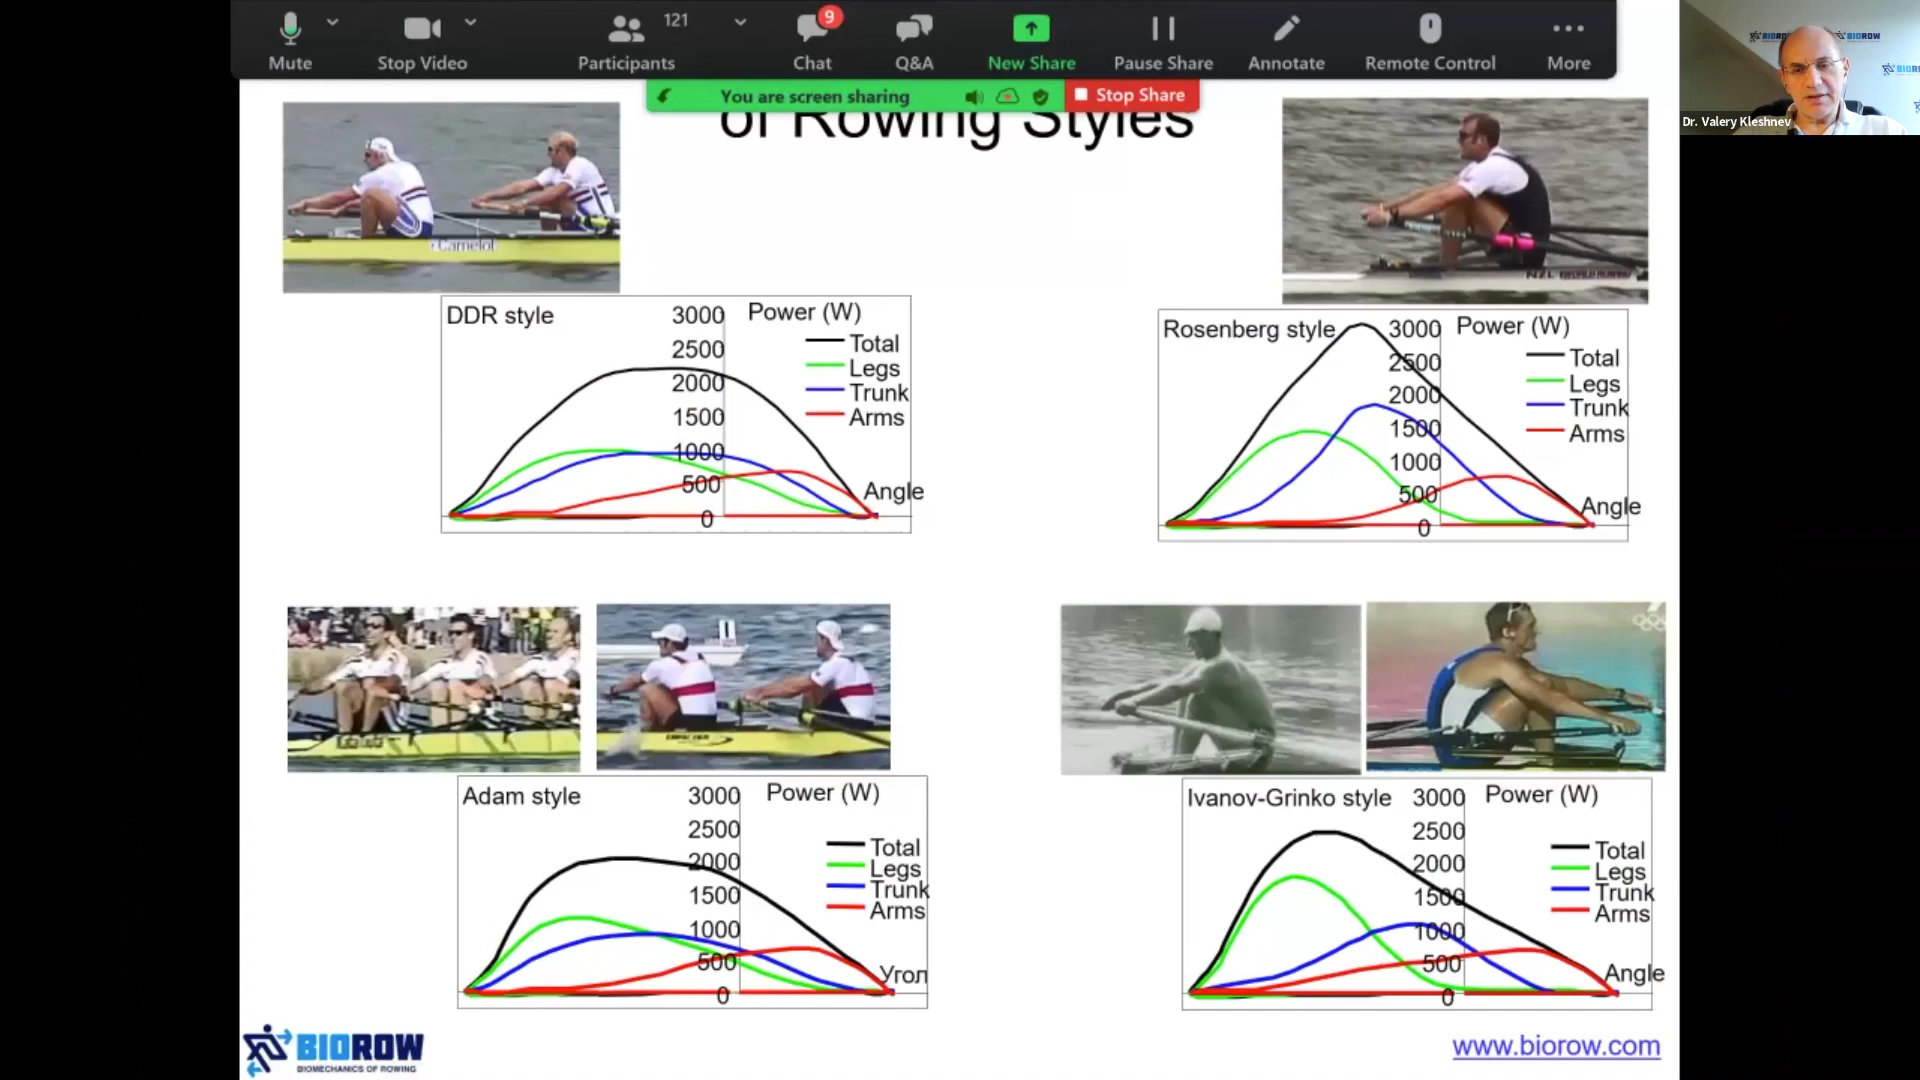 Mute
Stop Video
Participants
121
Chat
9
Q&A
New Share
Pause Share
Annotate
Remote Control
More
You are screen sharing
Stop Share
Dr. Valery Kleshnev
of Rowing Styles
Camelot
DDR style
3000
2500
2000
1500
1000
500
0
Power (W)
Total
Legs
Trunk
Arms
Angle
Rosenberg style
3000
2500
2000
1500
1000
500
0
Power (W)
Total
Legs
Trunk
Arms
Angle
Adam style
3000
2500
2000
1500
1000
500
0
Power (W)
Total
Legs
Trunk
Arms
Угол
Ivanov-Grinko style
3000
2500
2000
1500
1000
500
0
Power (W)
Total
Legs
Trunk
Arms
Angle
BIOROW
BIOMECHANICS OF ROWING
www.biorow.com